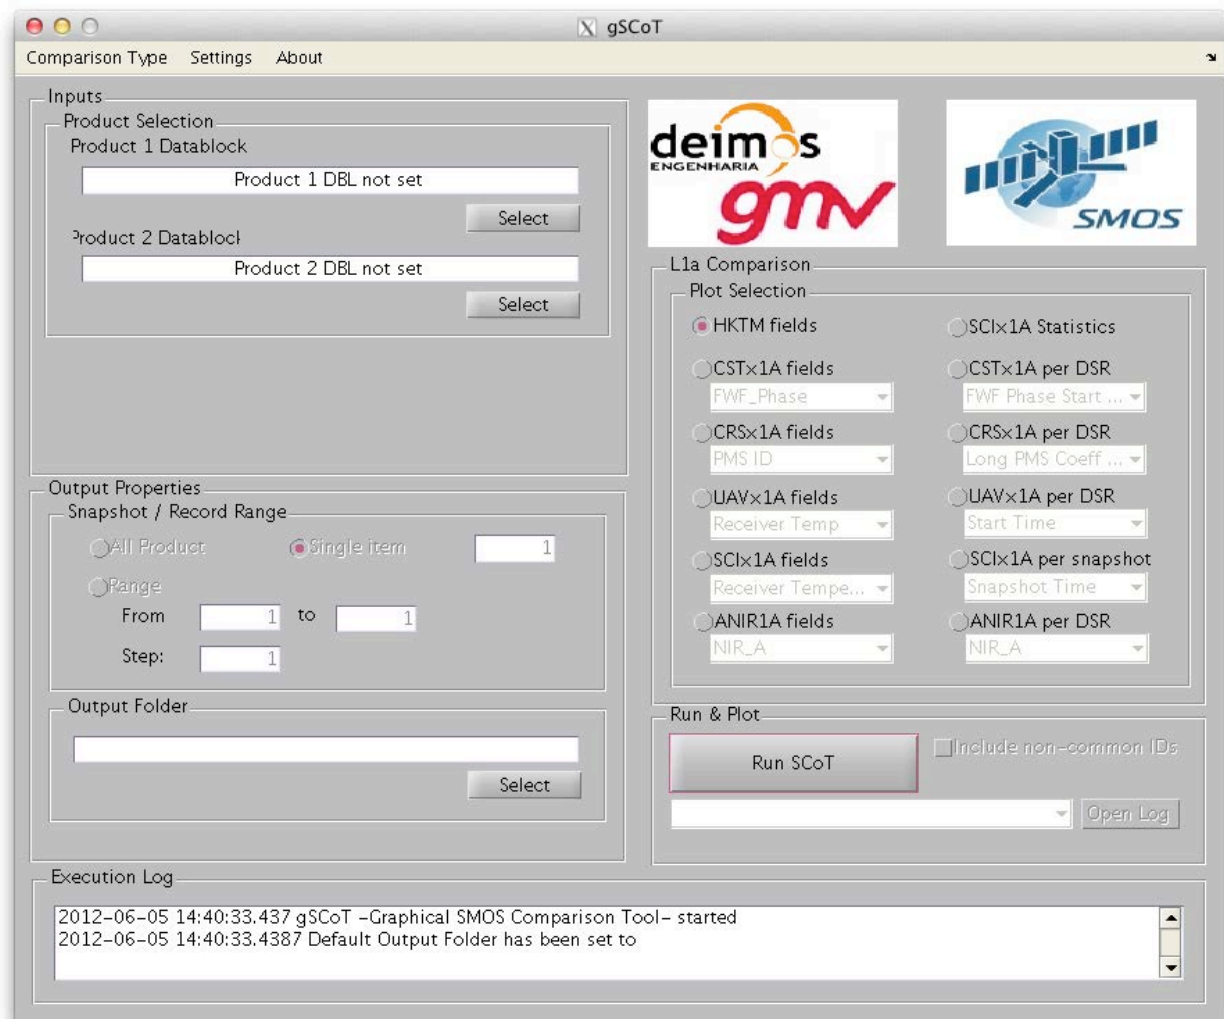 gSCoT
Comparison Type Settings About
Inputs
Product Selection
Product 1 Datablock
Product 1 DBL not set
Select
Product 2 Datablock
Product 2 DBL not set
Select
Output Properties
Snapshot / Record Range
All Product Single item 1
Range
From 1 to 1
Step: 1
Output Folder
Select
deimos
ENGENHARIA
gmv
SMOS
L1a Comparison
Plot Selection
HKTM fields SCIx1A Statistics
CSTx1A fields CSTx1A per DSR
FWF_Phase FWF Phase Start ...
CRSx1A fields CRSx1A per DSR
PMS ID Long PMS Coeff ...
UAVx1A fields UAVx1A per DSR
Receiver Temp Start Time
SCIx1A fields SCIx1A per snapshot
Receiver Tempe... Snapshot Time
ANIR1A fields ANIR1A per DSR
NIR_A NIR_A
Run & Plot
Run SCoT Include non-common IDs
Open Log
Execution Log
2012-06-05 14:40:33.437 gSCoT -Graphical SMOS Comparison Tool- started
2012-06-05 14:40:33.4387 Default Output Folder has been set to